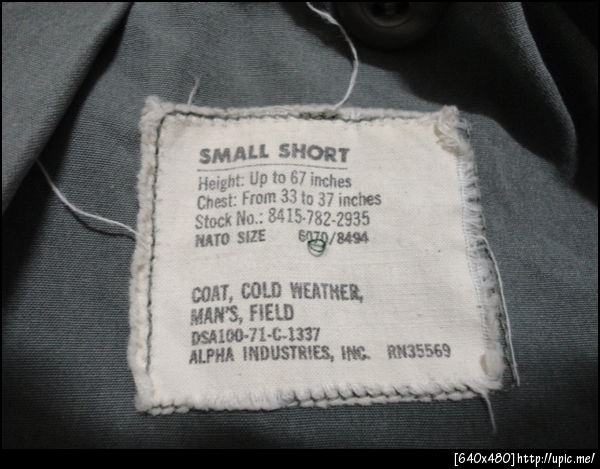 SMALL SHORT
Height: Up to 67 inches
Chest: From 33 to 37 inches
Stock No.: 8415-782-2935
NATO SIZE 6070/8494
COAT, COLD WEATHER,
MAN'S, FIELD
DSA100-71-C-1337
ALPHA INDUSTRIES, INC. RN35569
[640x480]http://upic.me/